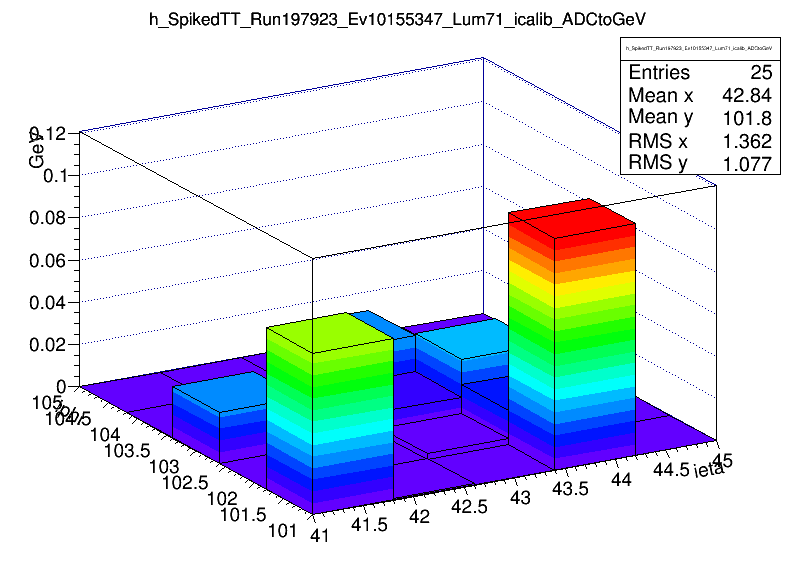 h_SpikedTT_Run197923_Ev10155347_Lum71_icalib_ADCtoGeV
h_SpikedTT_Run197923_Ev10155347_Lum71_icalib_ADCtoGeV
Entries 25
Mean x 42.84
Mean y 101.8
RMS x 1.362
RMS y 1.077
GeV
0.12
0.1
0.08
0.06
0.04
0.02
0
105
104.5
104
103.5
103
102.5
102
101.5
101
41
41.5
42
42.5
43
43.5
44
44.5
45
ieta